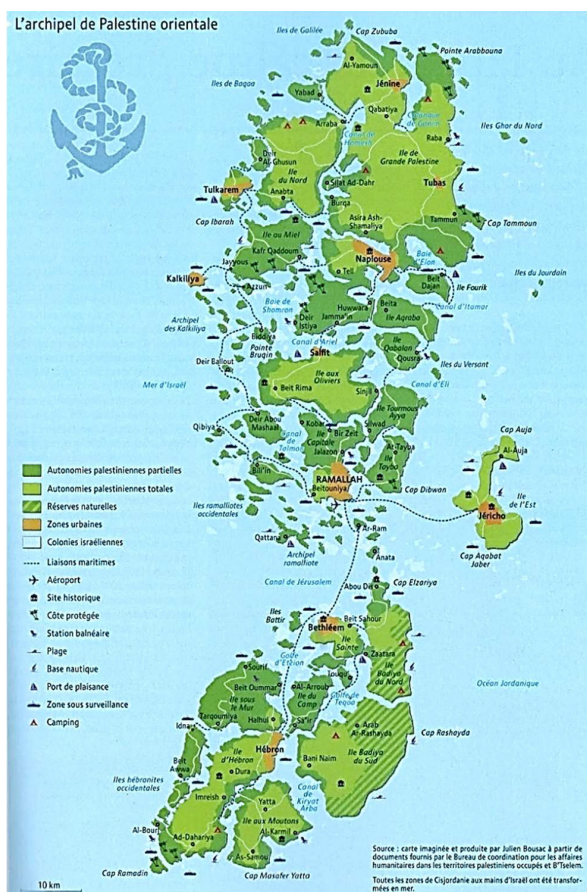 L'archipel de Palestine orientale
Iles de Galilée
Cap Zububa
Pointe Arabbouna
Al-Yamoun
Jénine
Iles de Baqaa
Yabad
Qabatiya
Arraba
Canal de Hermesh
Raba
Iles Ghor du Nord
Deir Al-Ghusun
Ile du Nord
Ile de Grande Palestine
Silat Ad-Dahr
Tubas
Tulkarem
Anabta
Burqa
Cap Ibarah
Asira Ash-Shamaliya
Tammun
Cap Tammoun
Ile au Miel
Kafr Qaddoum
Naplouse
Baie d'Elon
Jayyous
Tell
Beit Dajan
Ile Fourik
Iles du Jourdain
Kalkiliya
Azzun
Baie de Shomron
Huwwara
Beita
Ile Aqraba
Canal d'Itamar
Archipel des Kalkiliya
Deir Istiya
Jamma'in
Biddiya
Canal d'Ariel
Ile Qabalan
Pointe Bruqin
Salfit
Qousra
Iles du Versant
Deir Ballout
Ile aux Oliviers
Mer d'Israël
Beit Rima
Sinjil
Canal d'Eli
Ile Tourmous Ayya
Deir Abou Mashaal
Kobar
Silwad
Cap Auja
Qibiya
Canal de Talmon
Ile Capitale
Bir Zeit
Jalazon
At-Tayba
Ile Tayba
Al-Auja
Bili'in
RAMALLAH
Beitouniya
Cap Dibwan
Ile de l'Est
Jéricho
Iles ramalliotes occidentales
Qattana
Archipel ramalliote
Ar-Ram
Cap Aqabat Jaber
Anata
Canal de Jérusalem
Abou Dis
Cap Elzariya
Iles Battir
Bethléem
Beit Sahour
Ile Sainte
Golfe d'Etzion
Zaatara
Ile Badiya du Nord
Océan Jordanique
Sourif
Beit Oummar
Al-Arroub
Touqu'
Golfe de Teqoa
Ile sous le Mur
Ile du Camp
Idna
Tarqoumiya
Halhul
Sa'ir
Arab Ar-Rashayda
Cap Rashayda
Hébron
Ile d'Hébron
Bani Naim
Ile Badiya du Sud
Beit Awwa
Dura
Iles hébronites occidentales
Imreish
Canal de Kiryat Arba
Yatta
Ile aux Moutons
Al-Bourj
Ad-Dahariya
Al-Karmil
As-Samou
Cap Ramadin
Cap Masafer Yatta
Autonomies palestiniennes partielles
Autonomies palestiniennes totales
Réserves naturelles
Zones urbaines
Colonies israéliennes
Liaisons maritimes
Aéroport
Site historique
Côte protégée
Station balnéaire
Plage
Base nautique
Port de plaisance
Zone sous surveillance
Camping
10 km
Source : carte imaginée et produite par Julien Bousac à partir de
documents fournis par le Bureau de coordination pour les affaires
humanitaires dans les territoires palestiniens occupés et B'Tselem.
Toutes les zones de Cisjordanie aux mains d'Israël ont été transfor-
mées en mer.